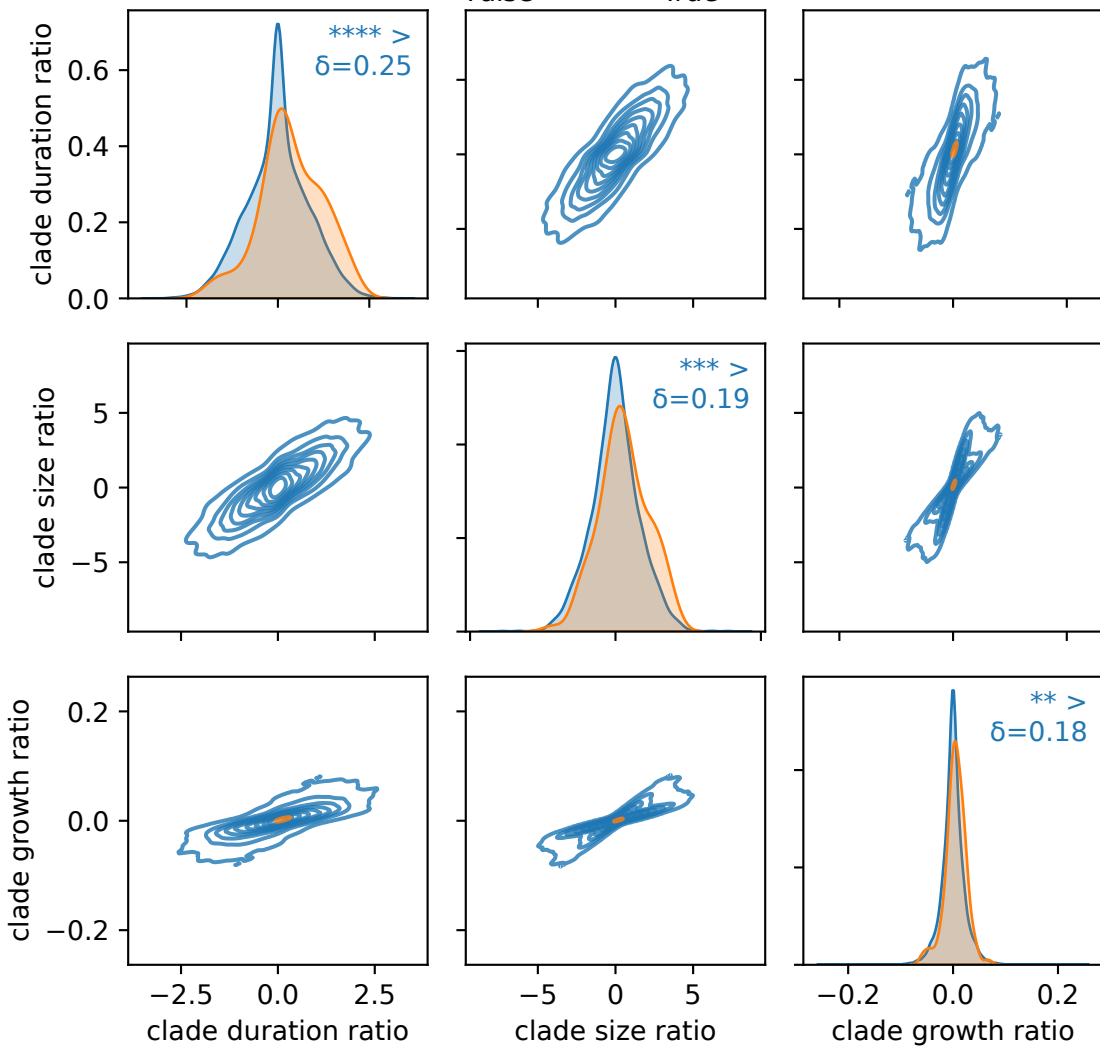 clade duration ratio
0.6
0.4
0.2
0.0
**** >
δ=0.25
clade size ratio
5
0
−5
*** >
δ=0.19
clade growth ratio
0.2
0.0
−0.2
** >
δ=0.18
−2.5 0.0 2.5
−5 0 5
−0.2 0.0 0.2
clade duration ratio
clade size ratio
clade growth ratio